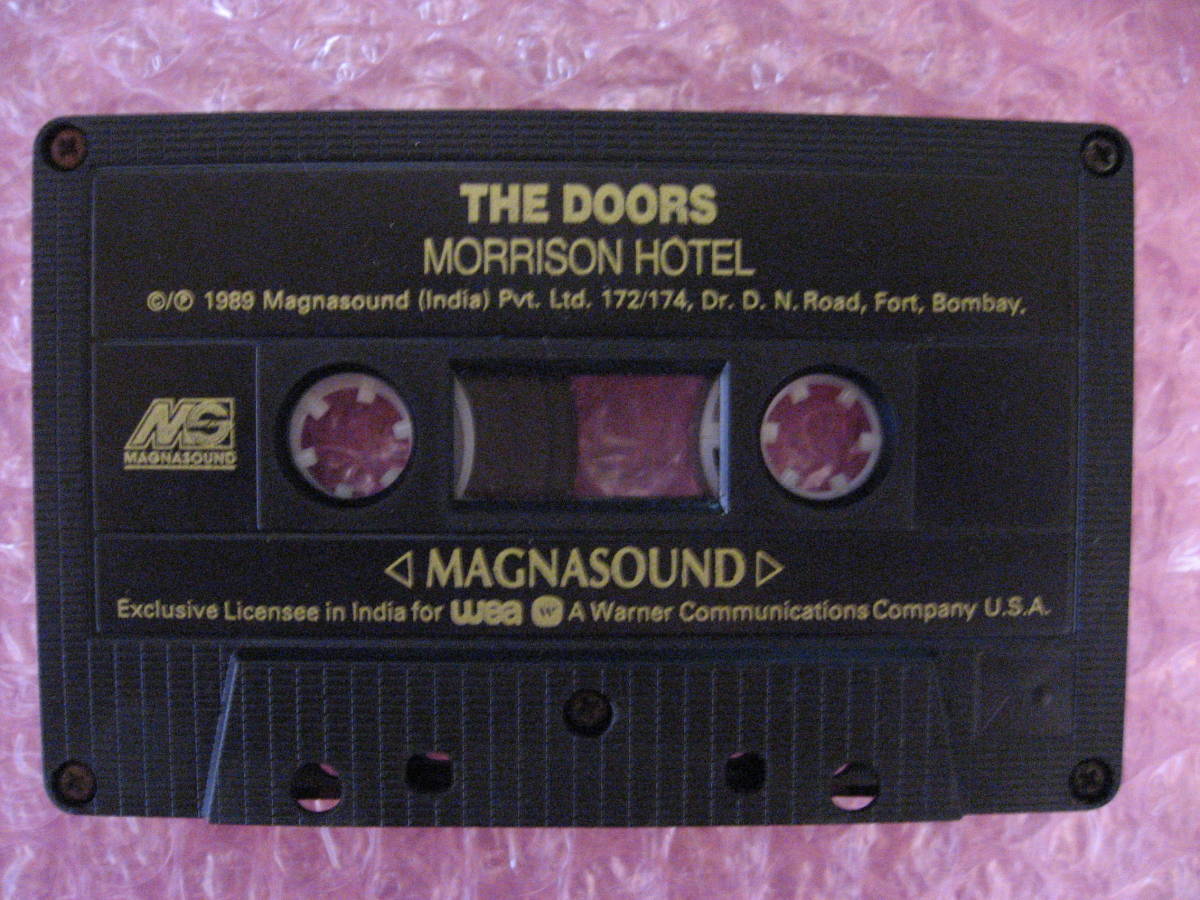 THE DOORS
MORRISON HOTEL
©/℗ 1989 Magnasound (India) Pvt. Ltd. 172/174, Dr. D. N. Road, Fort, Bombay.
MS
MAGNASOUND
◁ MAGNASOUND ▷
Exclusive Licensee in India for wea W A Warner Communications Company U.S.A.